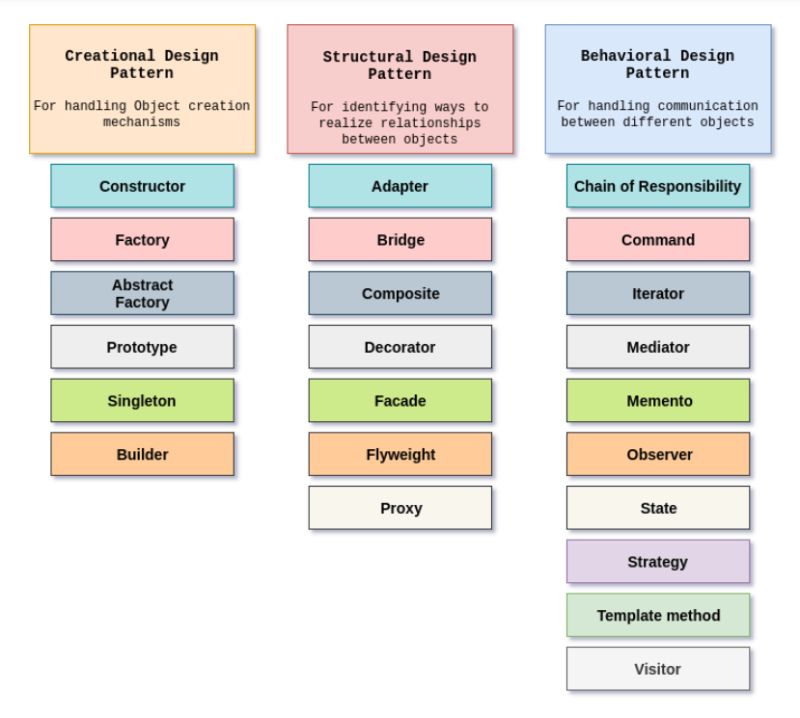 Creational Design
Pattern
For handling Object creation
mechanisms
Constructor
Factory
Abstract
Factory
Prototype
Singleton
Builder
Structural Design
Pattern
For identifying ways to
realize relationships
between objects
Adapter
Bridge
Composite
Decorator
Facade
Flyweight
Proxy
Behavioral Design
Pattern
For handling communication
between different objects
Chain of Responsibility
Command
Iterator
Mediator
Memento
Observer
State
Strategy
Template method
Visitor